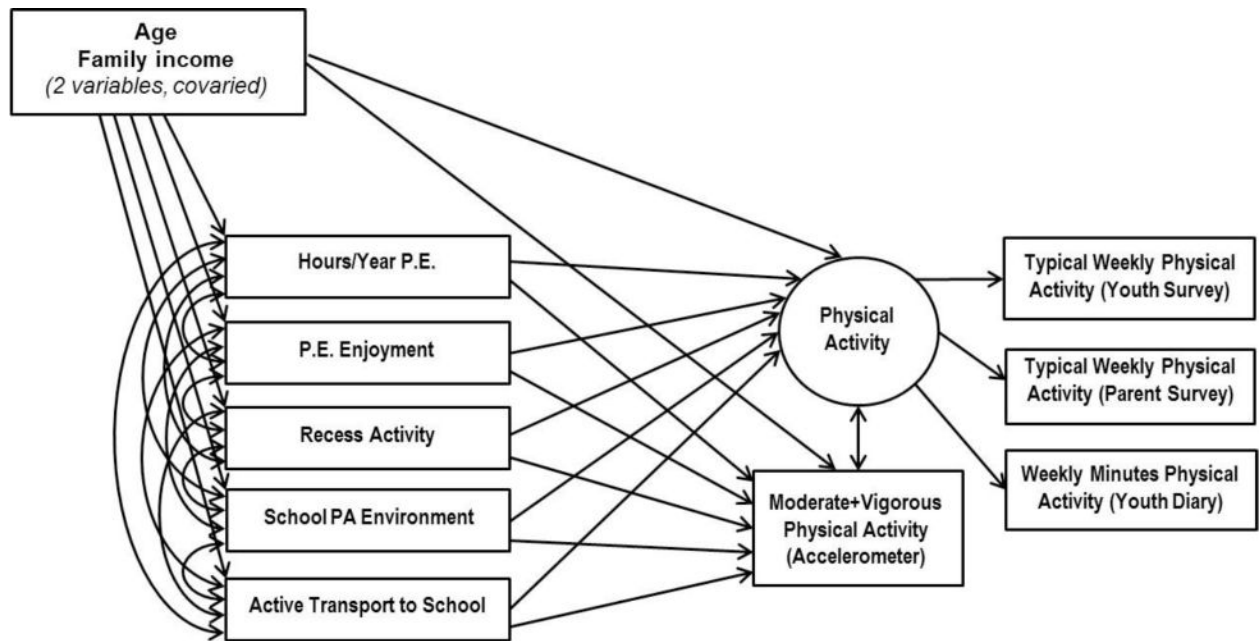 Age
Family income
(2 variables, covaried)
Hours/Year P.E.
P.E. Enjoyment
Recess Activity
School PA Environment
Active Transport to School
Physical
Activity
Moderate+Vigorous
Physical Activity
(Accelerometer)
Typical Weekly Physical
Activity (Youth Survey)
Typical Weekly Physical
Activity (Parent Survey)
Weekly Minutes Physical
Activity (Youth Diary)